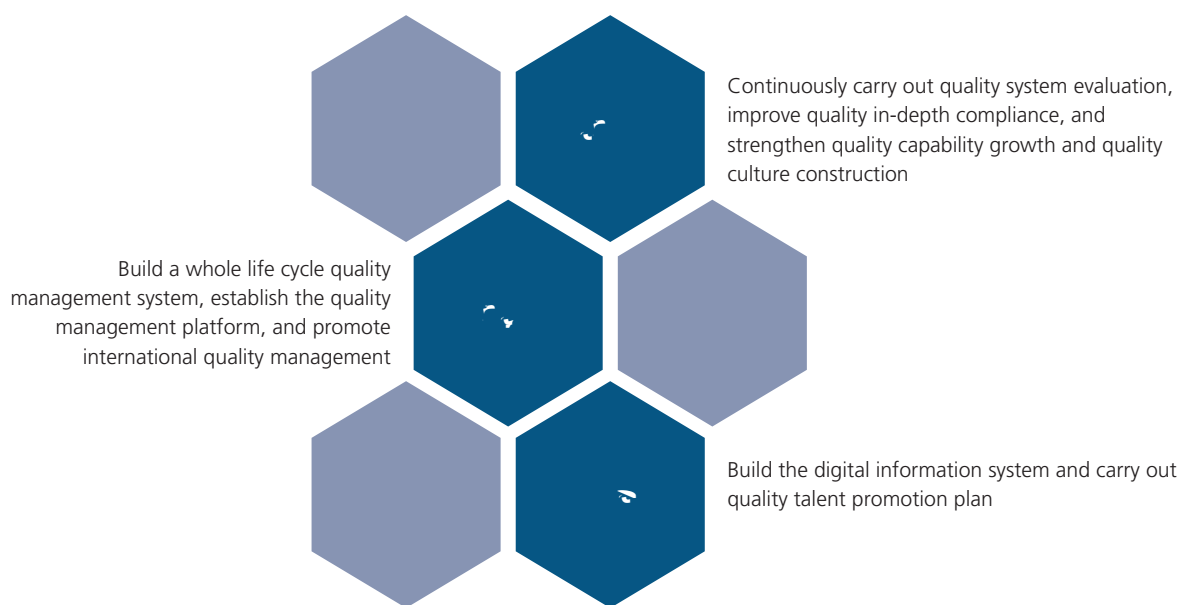 Continuously carry out quality system evaluation,
improve quality in-depth compliance, and
strengthen quality capability growth and quality
culture construction
Build a whole life cycle quality
management system, establish the quality
management platform, and promote
international quality management
Build the digital information system and carry out
quality talent promotion plan